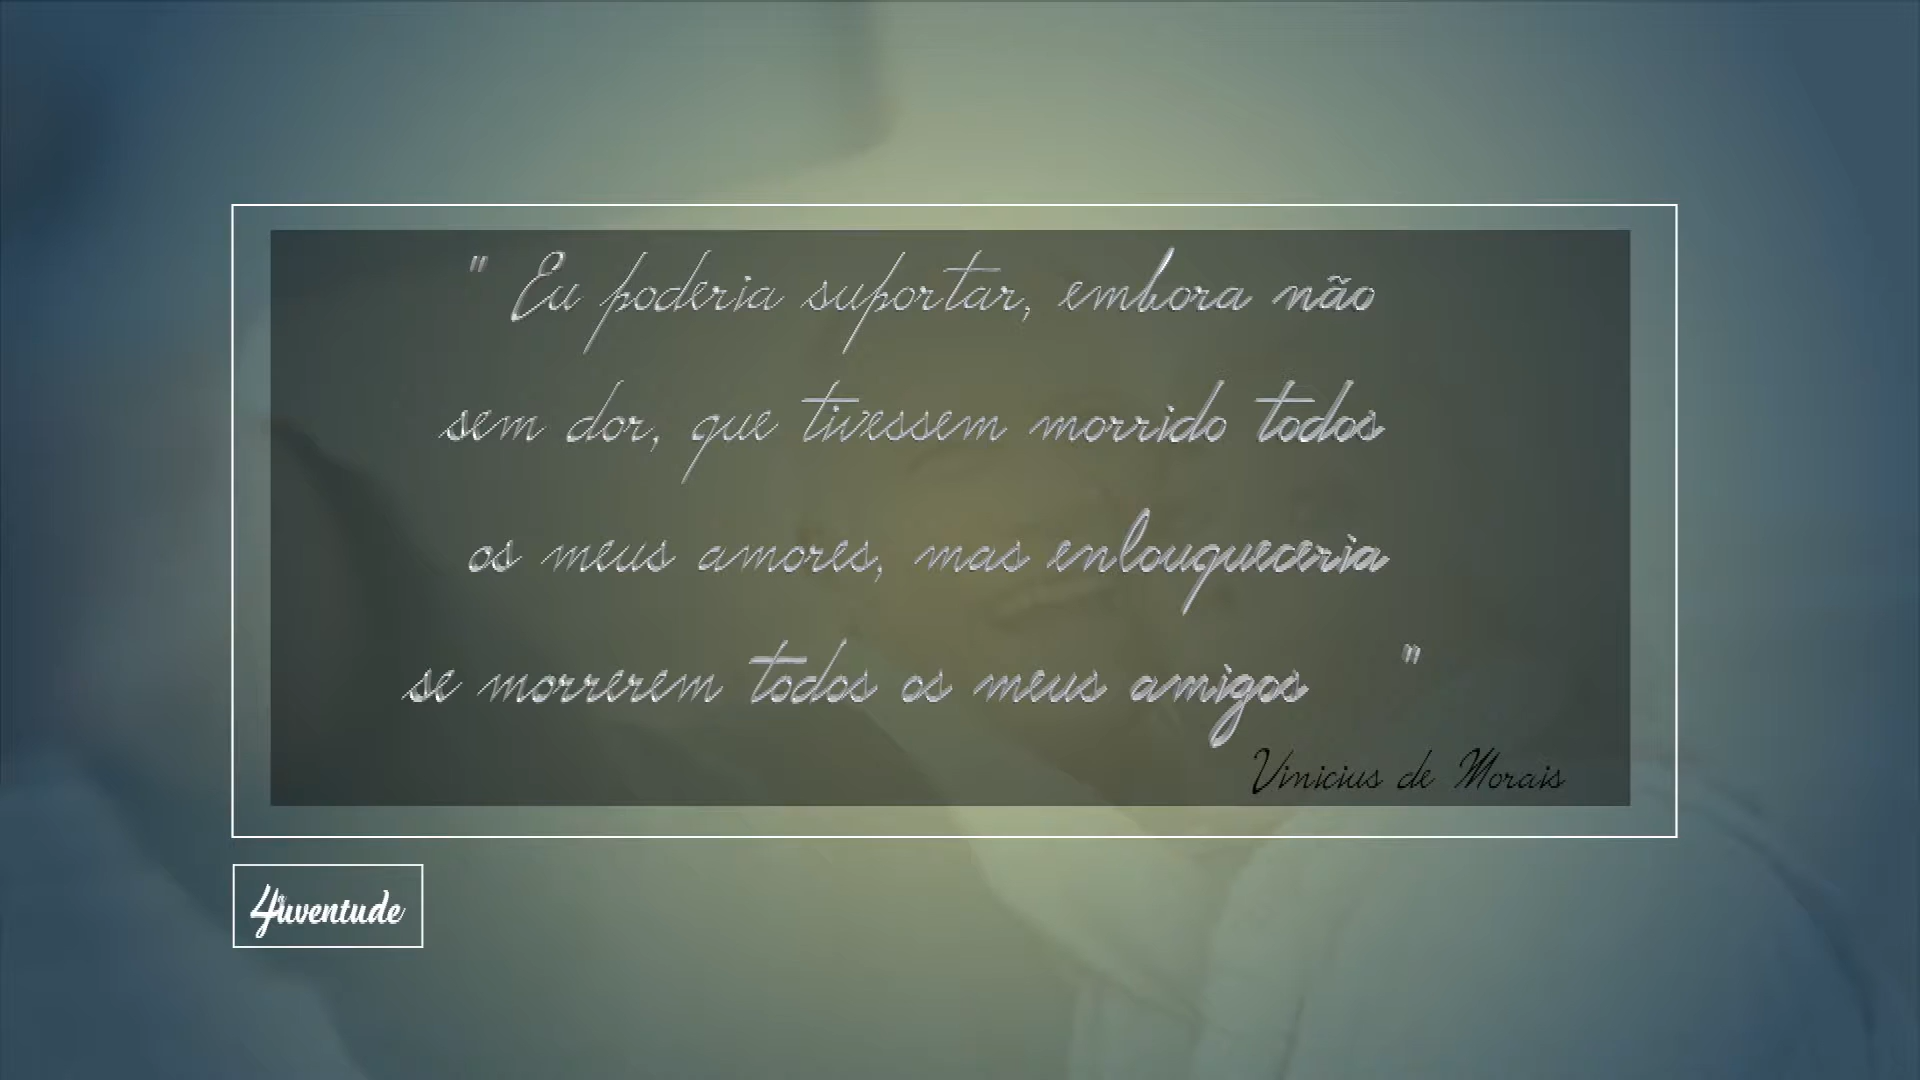 " Eu poderia suportar, embora não
sem dor, que tivessem morrido todos
os meus amores, mas enlouqueceria
se morrerem todos os meus amigos "
Vinicius de Morais
4ªuventude